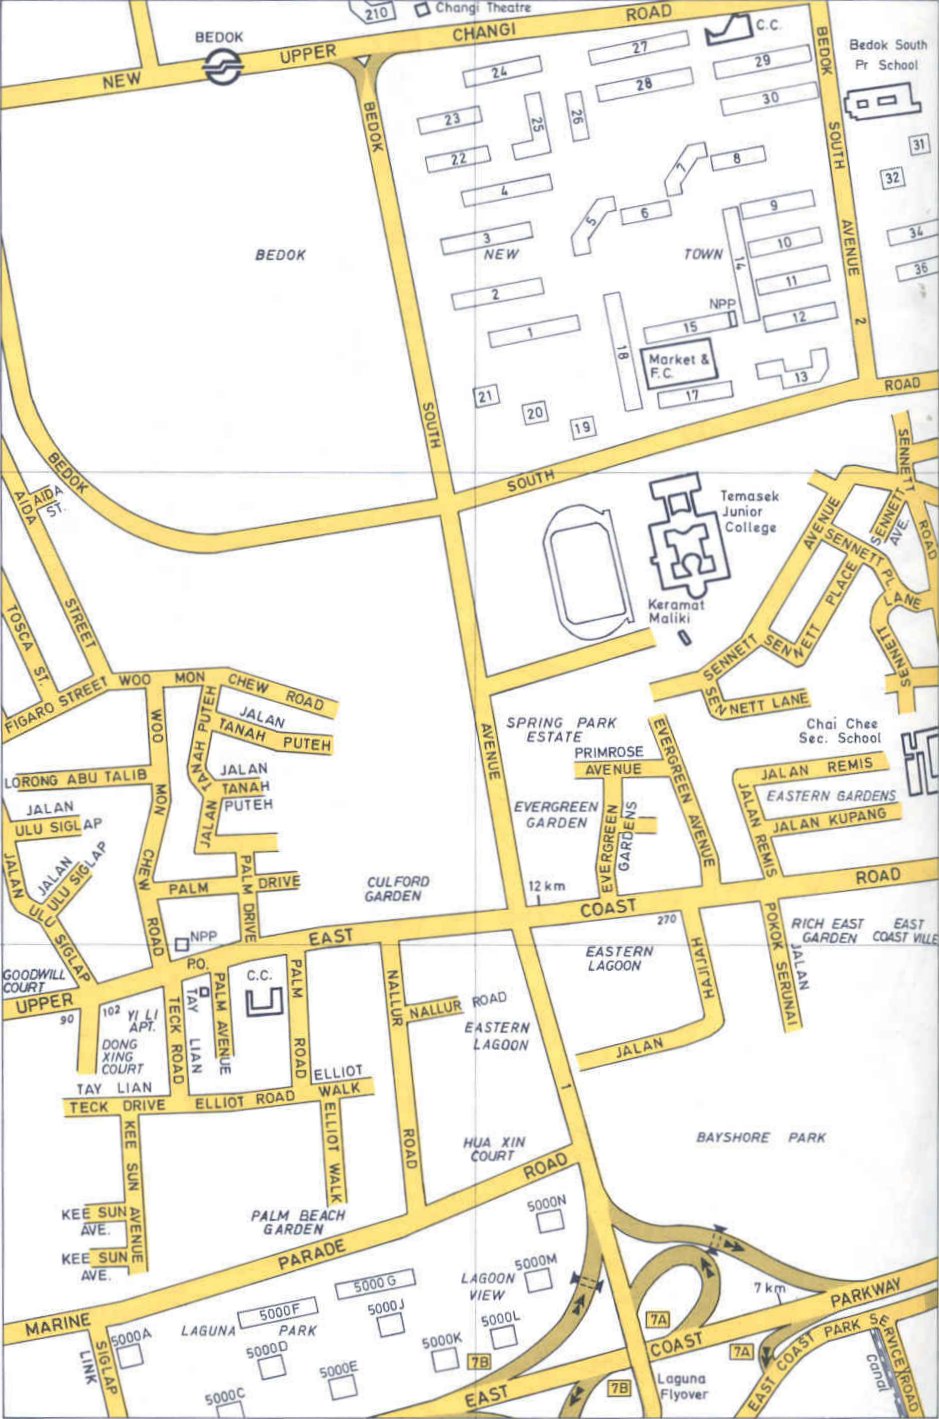 210
Changi Theatre
BEDOK
NEW
UPPER
CHANGI
ROAD
C.C.
BEDOK
SOUTH
AVENUE
2
Bedok South
Pr School
27
24
28
29
30
23
25
26
22
31
32
4
7
8
5
6
9
14
10
34
3
BEDOK
NEW
TOWN
36
11
2
NPP
12
1
18
15
Market &
F.C.
13
17
21
20
19
BEDOK
SOUTH
ROAD
BEDOK
SOUTH
AIDA
ST.
AIDA
STREET
TOSCA ST.
Temasek
Junior
College
Keramat
Maliki
SENNETT
ROAD
SENNETT
AVE.
AVENUE
SENNETT PL.
SENNETT PLACE
LANE
SENNETT
SENNETT
SENNETT LANE
FIGARO STREET
WOO MON CHEW ROAD
JALAN
TANAH PUTEH
JALAN TANAH PUTEH
JALAN
TANAH
PUTEH
WOO MON CHEW ROAD
LORONG ABU TALIB
JALAN
ULU SIGLAP
JALAN
ULU SIGLAP
JALAN
ULU SIGLAP
PALM DRIVE
PALM DRIVE
AVENUE
1
SPRING PARK
ESTATE
PRIMROSE
AVENUE
EVERGREEN
GARDEN
EVERGREEN
GARDENS
EVERGREEN AVENUE
Chai Chee
Sec. School
JALAN REMIS
EASTERN GARDENS
JALAN KUPANG
JALAN REMIS
CULFORD
GARDEN
12 km
UPPER
EAST
COAST
ROAD
270
RICH EAST
GARDEN
EAST
COAST VILLE
EASTERN
LAGOON
HAJIJAH
JALAN
POKOK SERUNAI
JALAN
NPP
P.O.
C.C.
GOODWILL
COURT
90
102
YI LI
APT.
DONG
XING
COURT
TECK ROAD
TAY LIAN
PALM AVENUE
PALM ROAD
NALLUR
ROAD
NALLUR ROAD
EASTERN
LAGOON
TAY LIAN
TECK DRIVE
ELLIOT ROAD
ELLIOT
WALK
ELLIOT WALK
KEE SUN AVENUE
KEE SUN
AVE.
KEE SUN
AVE.
HUA XIN
COURT
BAYSHORE PARK
PALM BEACH
GARDEN
MARINE
PARADE
ROAD
5000N
5000M
LAGOON
VIEW
5000L
5000K
5000G
5000J
5000F
LAGUNA PARK
5000D
5000E
5000C
5000A
SIGLAP
LINK
7 km
7A
7A
7B
7B
EAST
COAST
PARKWAY
EAST COAST PARK SERVICE ROAD
Canal
Laguna
Flyover